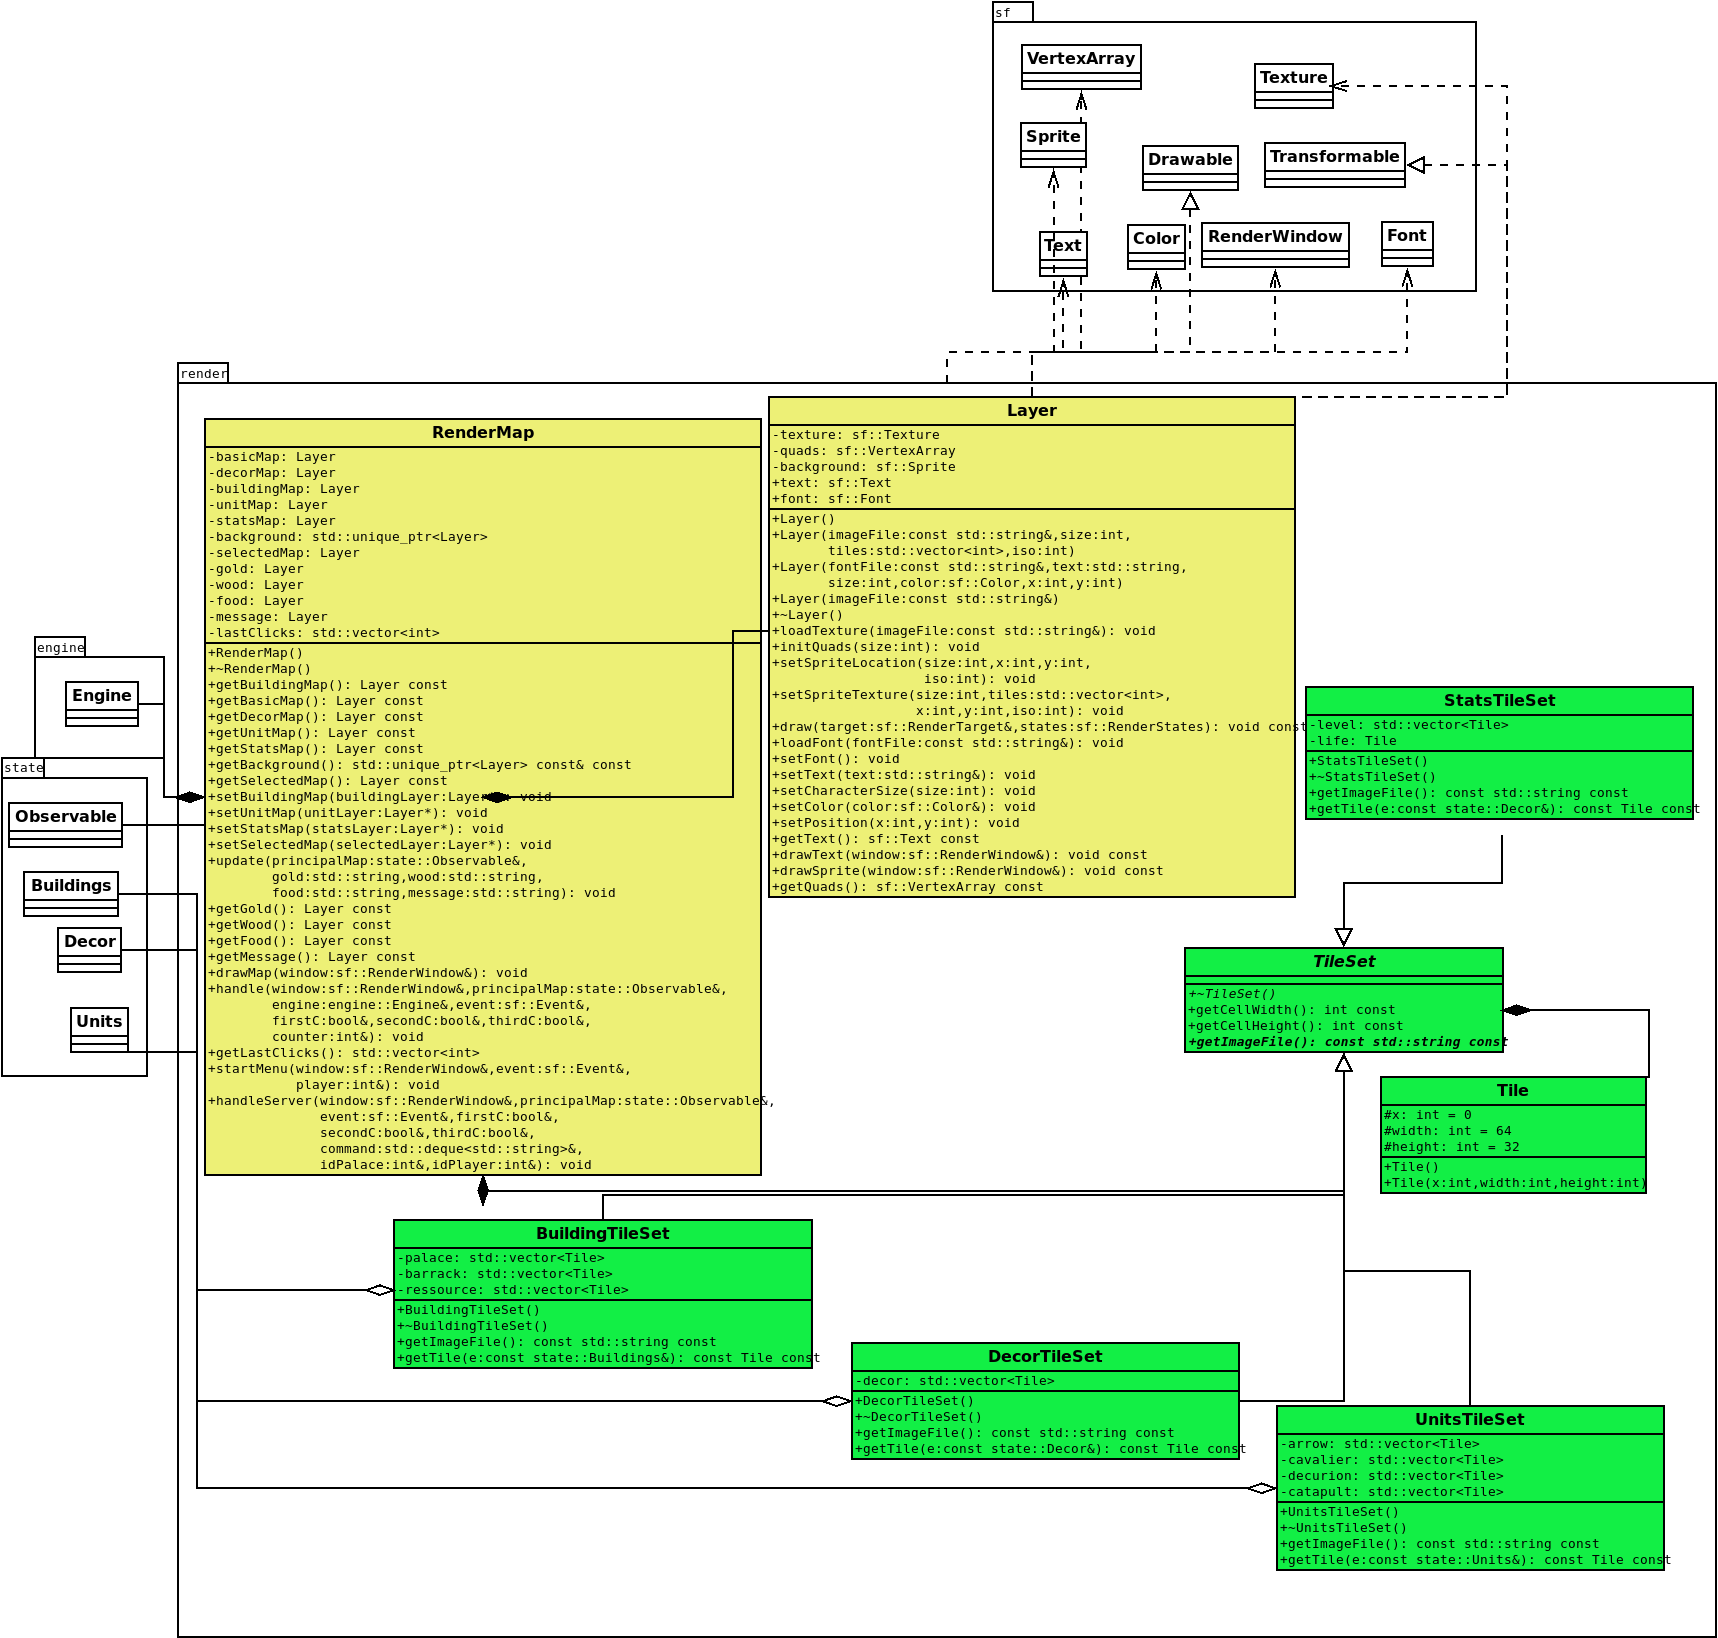 sf
VertexArray
Texture
Sprite
Drawable
Transformable
Text
Color
RenderWindow
Font
render
RenderMap
-basicMap: Layer
-decorMap: Layer
-buildingMap: Layer
-unitMap: Layer
-statsMap: Layer
-background: std::unique_ptr<Layer>
-selectedMap: Layer
-gold: Layer
-wood: Layer
-food: Layer
-message: Layer
-lastClicks: std::vector<int>
+RenderMap()
+~RenderMap()
+getBuildingMap(): Layer const
+getBasicMap(): Layer const
+getDecorMap(): Layer const
+getUnitMap(): Layer const
+getStatsMap(): Layer const
+getBackground(): std::unique_ptr<Layer> const& const
+getSelectedMap(): Layer const
+setBuildingMap(buildingLayer:Laye void
+setUnitMap(unitLayer:Layer*): void
+setStatsMap(statsLayer:Layer*): void
+setSelectedMap(selectedLayer:Layer*): void
+update(principalMap:state::Observable&,
gold:std::string,wood:std::string,
food:std::string,message:std::string): void
+getGold(): Layer const
+getWood(): Layer const
+getFood(): Layer const
+getMessage(): Layer const
+drawMap(window:sf::RenderWindow&): void
+handle(window:sf::RenderWindow&,principalMap:state::Observable&,
engine:engine::Engine&,event:sf::Event&,
firstC:bool&,secondC:bool&,thirdC:bool&,
counter:int&): void
+getLastClicks(): std::vector<int>
+startMenu(window:sf::RenderWindow&,event:sf::Event&,
player:int&): void
+handleServer(window:sf::RenderWindow&,principalMap:state::Observable&,
event:sf::Event&,firstC:bool&,
secondC:bool&,thirdC:bool&,
command:std::deque<std::string>&,
idPalace:int&,idPlayer:int&): void
Layer
-texture: sf::Texture
-quads: sf::VertexArray
-background: sf::Sprite
+text: sf::Text
+font: sf::Font
+Layer()
+Layer(imageFile:const std::string&,size:int,
tiles:std::vector<int>,iso:int)
+Layer(fontFile:const std::string&,text:std::string,
size:int,color:sf::Color,x:int,y:int)
+Layer(imageFile:const std::string&)
+~Layer()
+loadTexture(imageFile:const std::string&): void
+initQuads(size:int): void
+setSpriteLocation(size:int,x:int,y:int,
iso:int): void
+setSpriteTexture(size:int,tiles:std::vector<int>,
x:int,y:int,iso:int): void
+draw(target:sf::RenderTarget&,states:sf::RenderStates): void const
+loadFont(fontFile:const std::string&): void
+setFont(): void
+setText(text:std::string&): void
+setCharacterSize(size:int): void
+setColor(color:sf::Color&): void
+setPosition(x:int,y:int): void
+getText(): sf::Text const
+drawText(window:sf::RenderWindow&): void const
+drawSprite(window:sf::RenderWindow&): void const
+getQuads(): sf::VertexArray const
engine
Engine
state
Observable
Buildings
Decor
Units
StatsTileSet
-level: std::vector<Tile>
-life: Tile
+StatsTileSet()
+~StatsTileSet()
+getImageFile(): const std::string const
+getTile(e:const state::Decor&): const Tile const
TileSet
+~TileSet()
+getCellWidth(): int const
+getCellHeight(): int const
+getImageFile(): const std::string const
Tile
#x: int = 0
#width: int = 64
#height: int = 32
+Tile()
+Tile(x:int,width:int,height:int)
BuildingTileSet
-palace: std::vector<Tile>
-barrack: std::vector<Tile>
-ressource: std::vector<Tile>
+BuildingTileSet()
+~BuildingTileSet()
+getImageFile(): const std::string const
+getTile(e:const state::Buildings&): const Tile const
DecorTileSet
-decor: std::vector<Tile>
+DecorTileSet()
+~DecorTileSet()
+getImageFile(): const std::string const
+getTile(e:const state::Decor&): const Tile const
UnitsTileSet
-arrow: std::vector<Tile>
-cavalier: std::vector<Tile>
-decurion: std::vector<Tile>
-catapult: std::vector<Tile>
+UnitsTileSet()
+~UnitsTileSet()
+getImageFile(): const std::string const
+getTile(e:const state::Units&): const Tile const